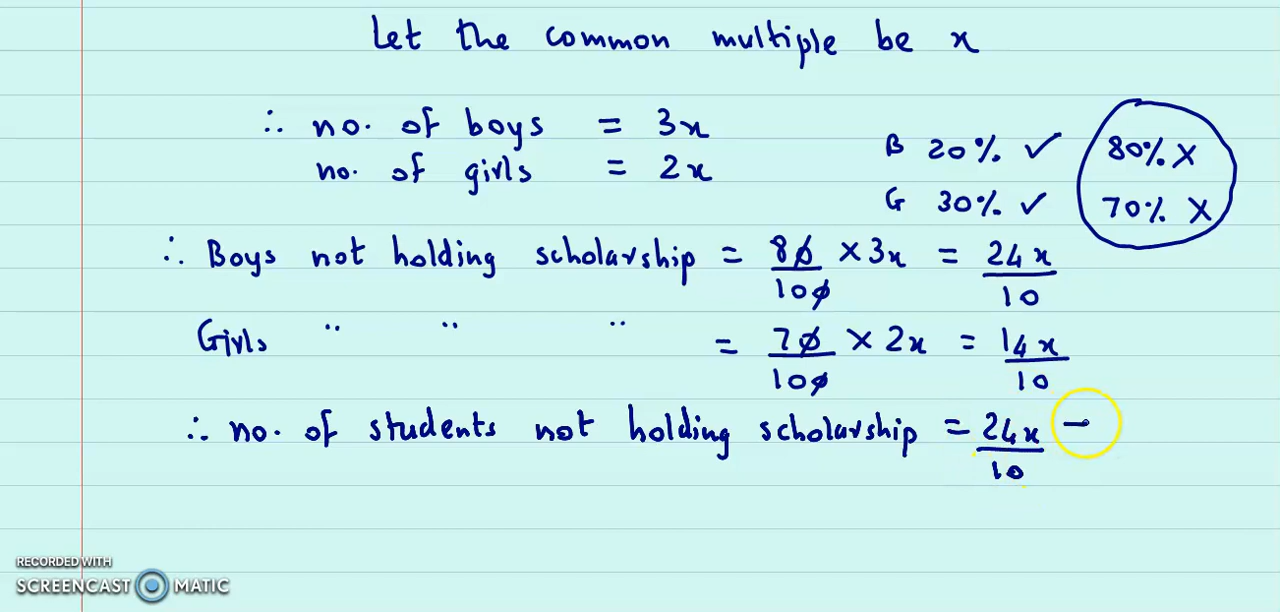 Let the common multiple be x
∴ no. of boys = 3x
no. of girls = 2x
B 20% ✓ 80% X
G 30% ✓ 70% X
∴ Boys not holding scholarship = 80/100 × 3x = 24x/10
Girls " " " = 70/100 × 2x = 14x/10
∴ no. of students not holding scholarship = 24x/10 –
RECORDED WITH
SCREENCAST MATIC